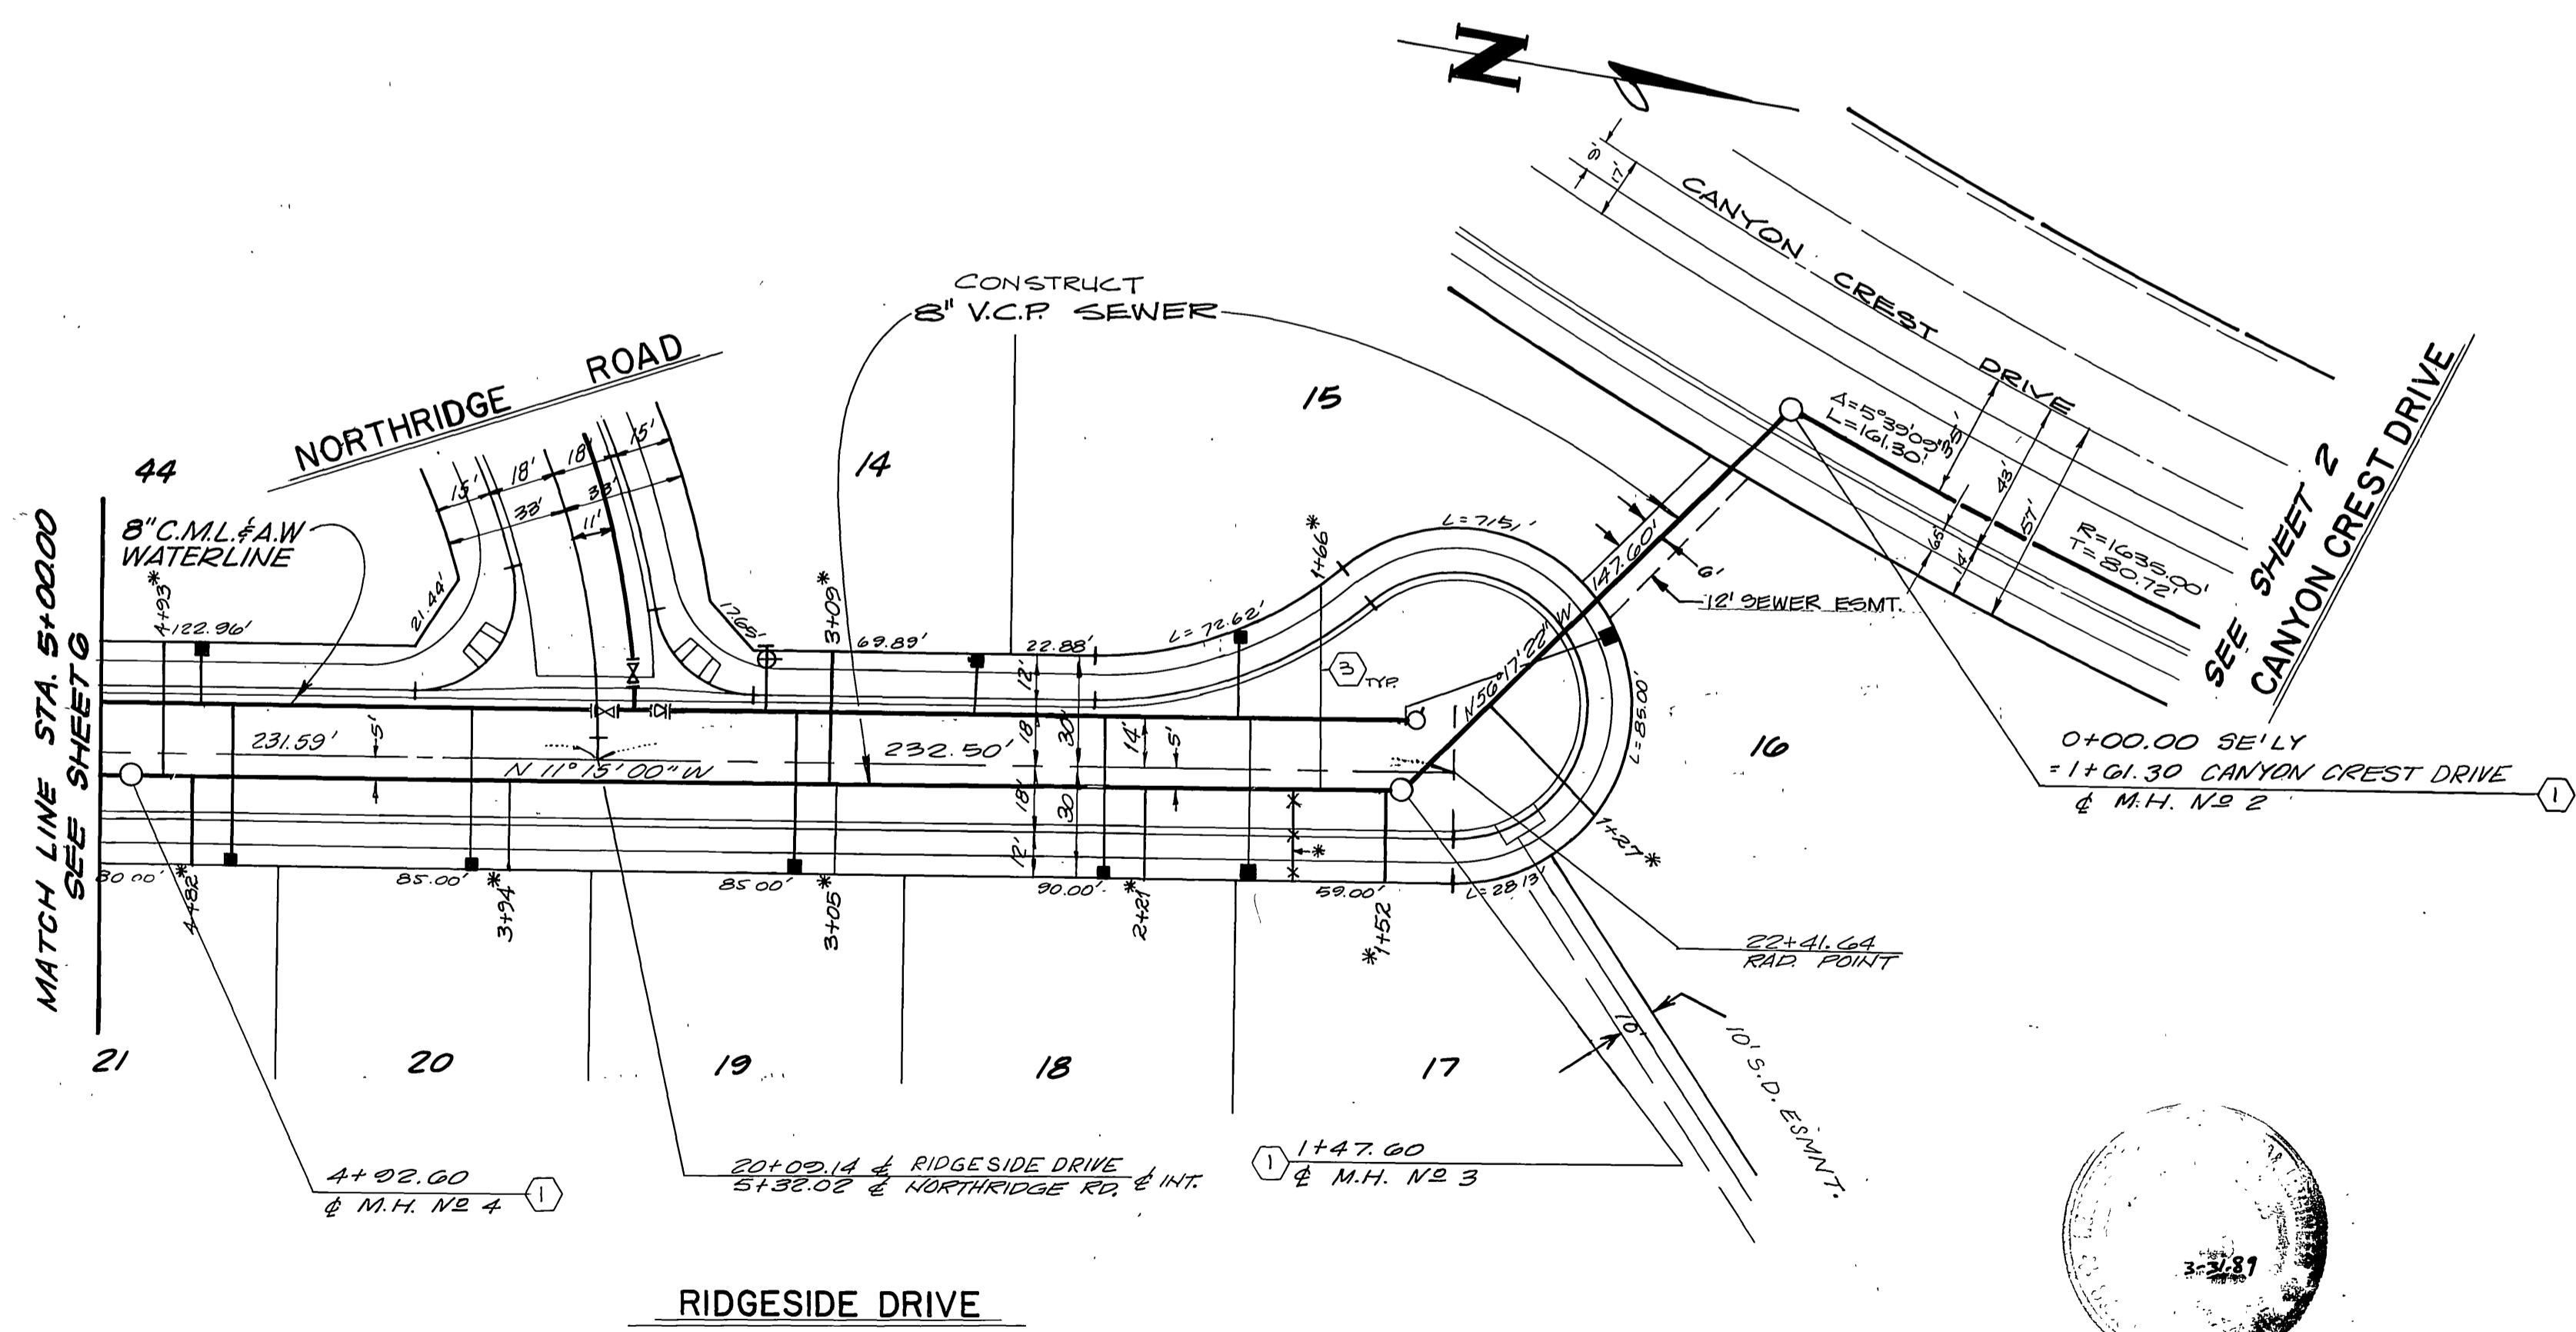 N
9'
17'
CANYON CREST DRIVE
CONSTRUCT
8" V.C.P. SEWER
NORTHRIDGE ROAD
44
14
15
15'
18'
18'
15'
33'
33'
11'
8" C.M.L. & A.W
WATERLINE
MATCH LINE STA. 5+00.00
SEE SHEET 6
Δ=5°39'09"
L=161.30'
35'
43'
57'
65'
14'
R=1635.00'
T=80.72'
SEE SHEET 2
CANYON CREST DRIVE
4+93*
122.96'
21.44'
17.65'
3+09*
69.89'
22.88'
L=72.62'
1+66*
L=71.51'
147.60'
6'
12' SEWER ESMT.
3 TYP.
N56°17'22"W
L=85.00'
16
12'
18'
30'
14'
5'
231.59'
5'
N 11°15'00" W
232.50'
18'
30
12'
*
1+27*
0+00.00 SE'LY
=1+61.30 CANYON CREST DRIVE
₵ M.H. Nº 2
1
80.00'
4+82*
85.00'
3+94*
85.00'
3+05*
90.00'
2+21*
59.00'
*1+52
L=28.13'
22+41.64
RAD. POINT
10'
10' S.D. ESMNT.
21
20
19
18
17
4+92.60
₵ M.H. Nº 4
1
20+09.14 ₵ RIDGESIDE DRIVE
5+32.02 ₵ NORTHRIDGE RD. ₵ INT.
1
1+47.60
₵ M.H. Nº 3
3-31-89
RIDGESIDE DRIVE